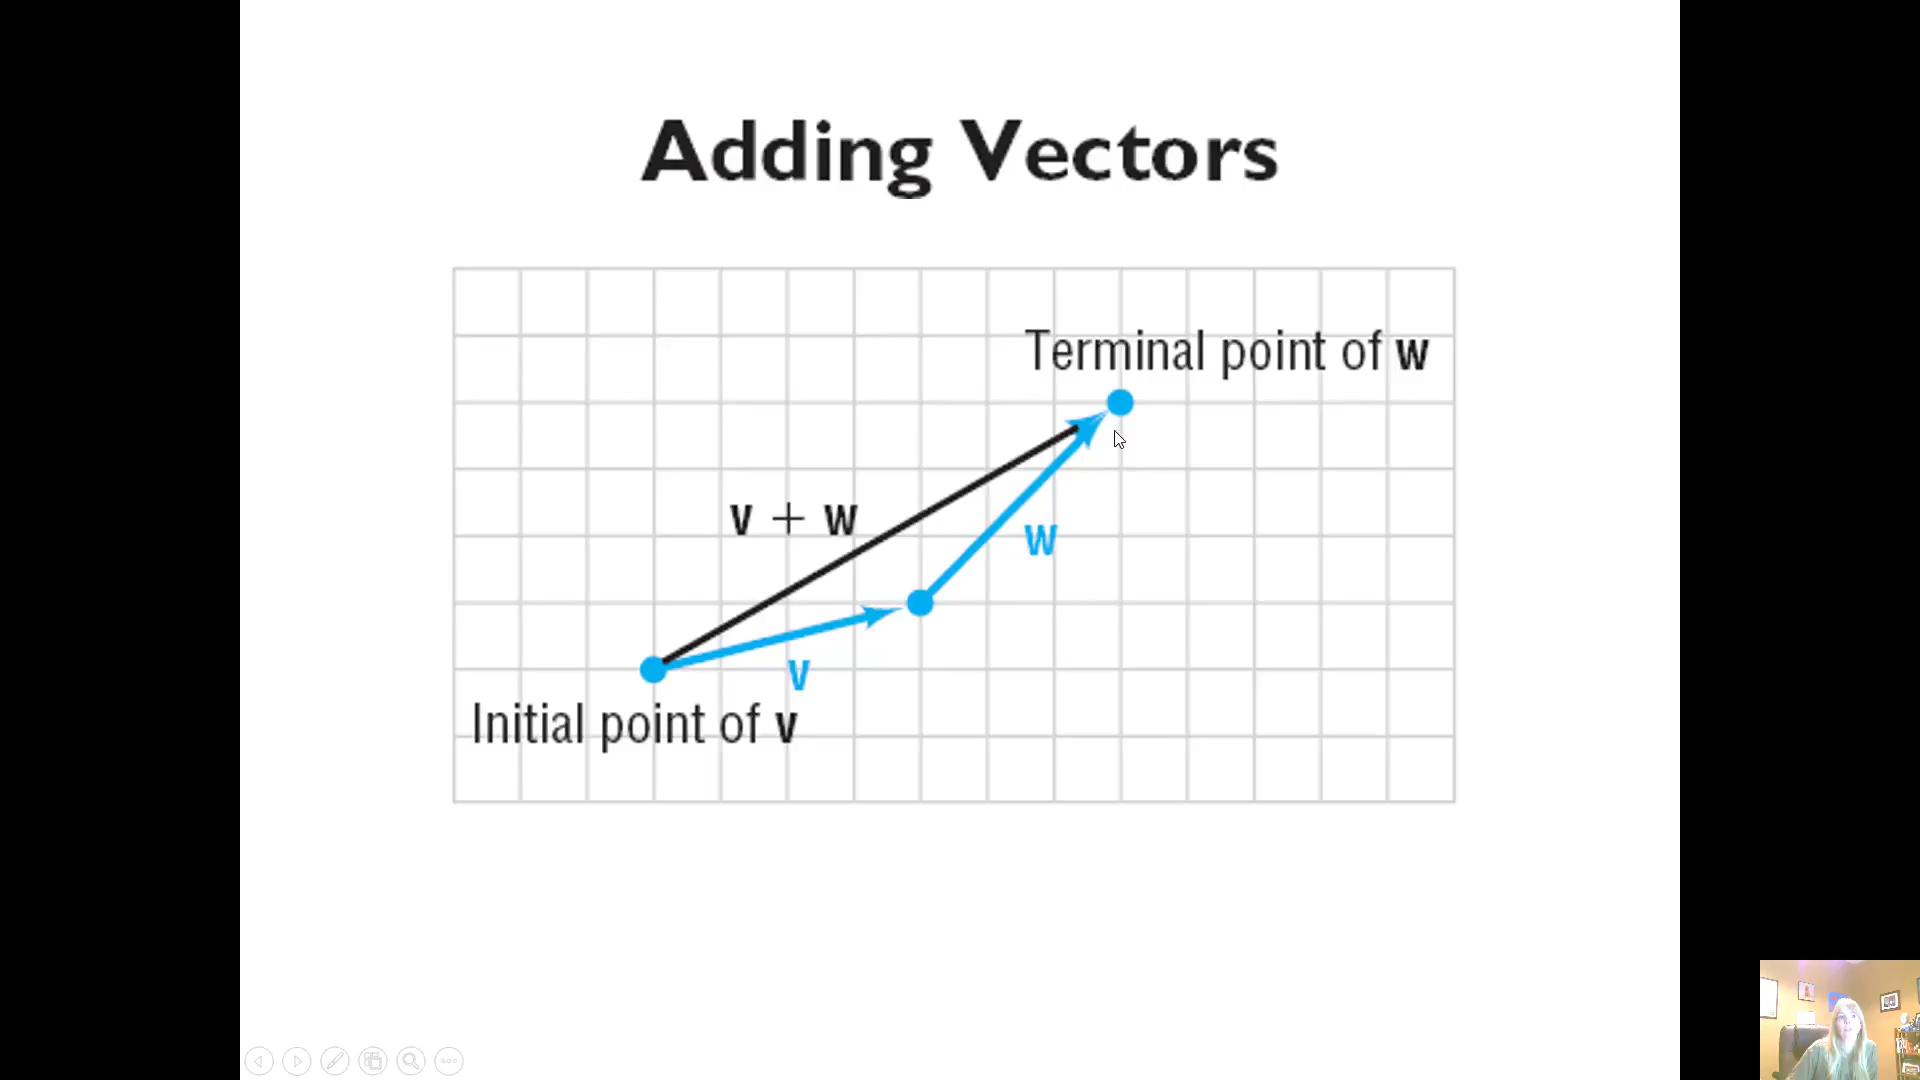 Adding Vectors
Terminal point of w
v + w
w
v
Initial point of v